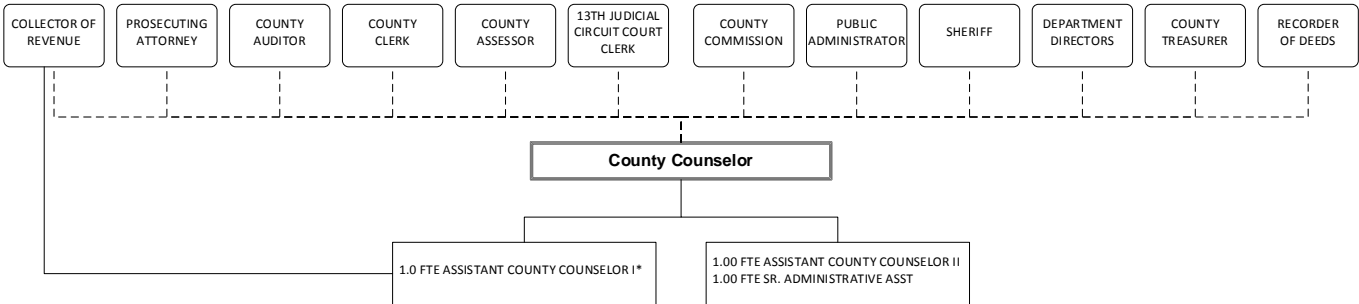 COLLECTOR OF
REVENUE
PROSECUTING
ATTORNEY
COUNTY
AUDITOR
COUNTY
CLERK
COUNTY
ASSESSOR
13TH JUDICIAL
CIRCUIT COURT
CLERK
COUNTY
COMMISSION
PUBLIC
ADMINISTRATOR
SHERIFF
DEPARTMENT
DIRECTORS
COUNTY
TREASURER
RECORDER
OF DEEDS
County Counselor
1.0 FTE ASSISTANT COUNTY COUNSELOR I*
1.00 FTE ASSISTANT COUNTY COUNSELOR II
1.00 FTE SR. ADMINISTRATIVE ASST